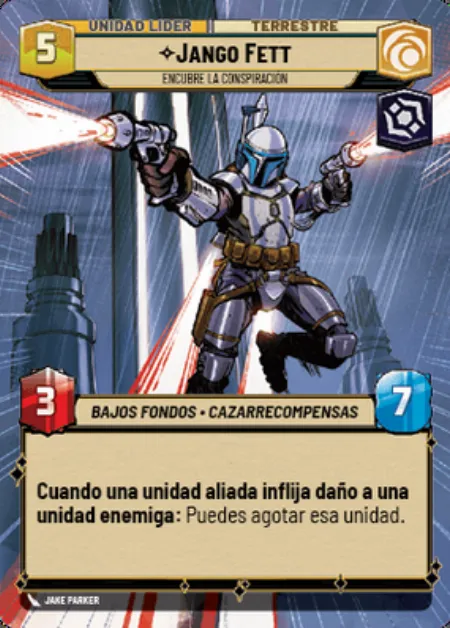 UNIDAD LÍDER || TERRESTRE
5
JANGO FETT
ENCUBRE LA CONSPIRACIÓN
3
BAJOS FONDOS • CAZARRECOMPENSAS
7
Cuando una unidad aliada inflija daño a una
unidad enemiga: Puedes agotar esa unidad.
JAKE PARKER